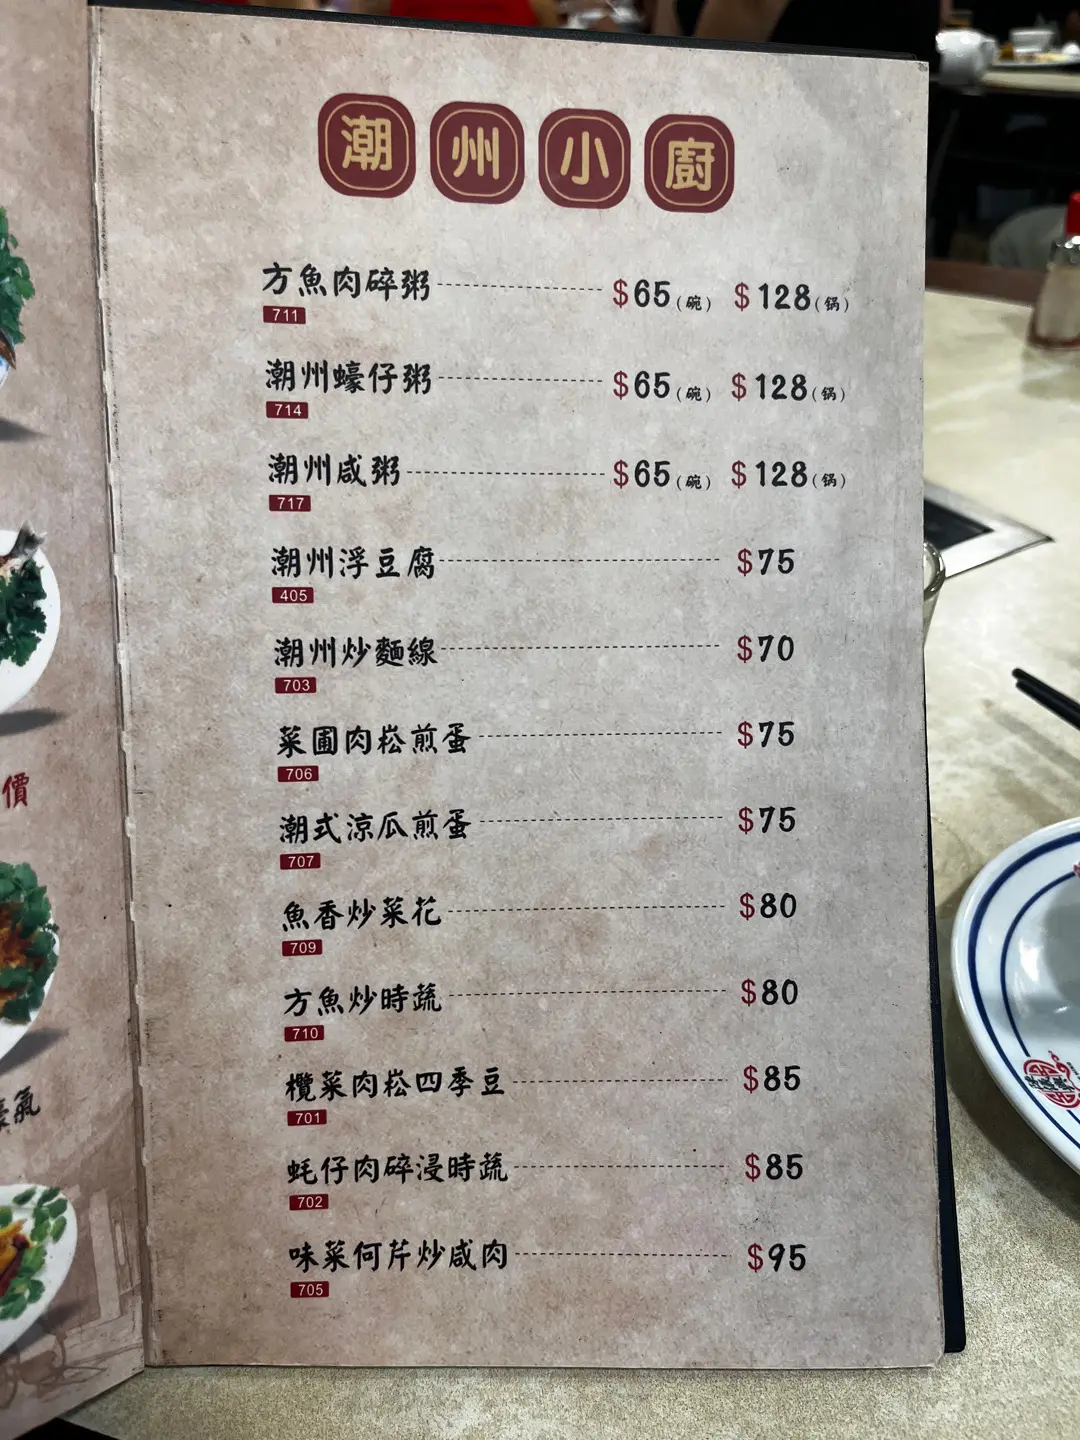 潮州小廚
方魚肉碎粥 $65(碗) $128(锅)
711
潮州蠔仔粥 $65(碗) $128(锅)
714
潮州咸粥 $65(碗) $128(锅)
717
潮州浮豆腐 $75
405
潮州炒麵線 $70
703
菜圃肉崧煎蛋 $75
706
潮式涼瓜煎蛋 $75
707
魚香炒菜花 $80
709
方魚炒時蔬 $80
710
欖菜肉崧四季豆 $85
701
蚝仔肉碎浸時蔬 $85
702
味菜何芹炒咸肉 $95
705
價
氣